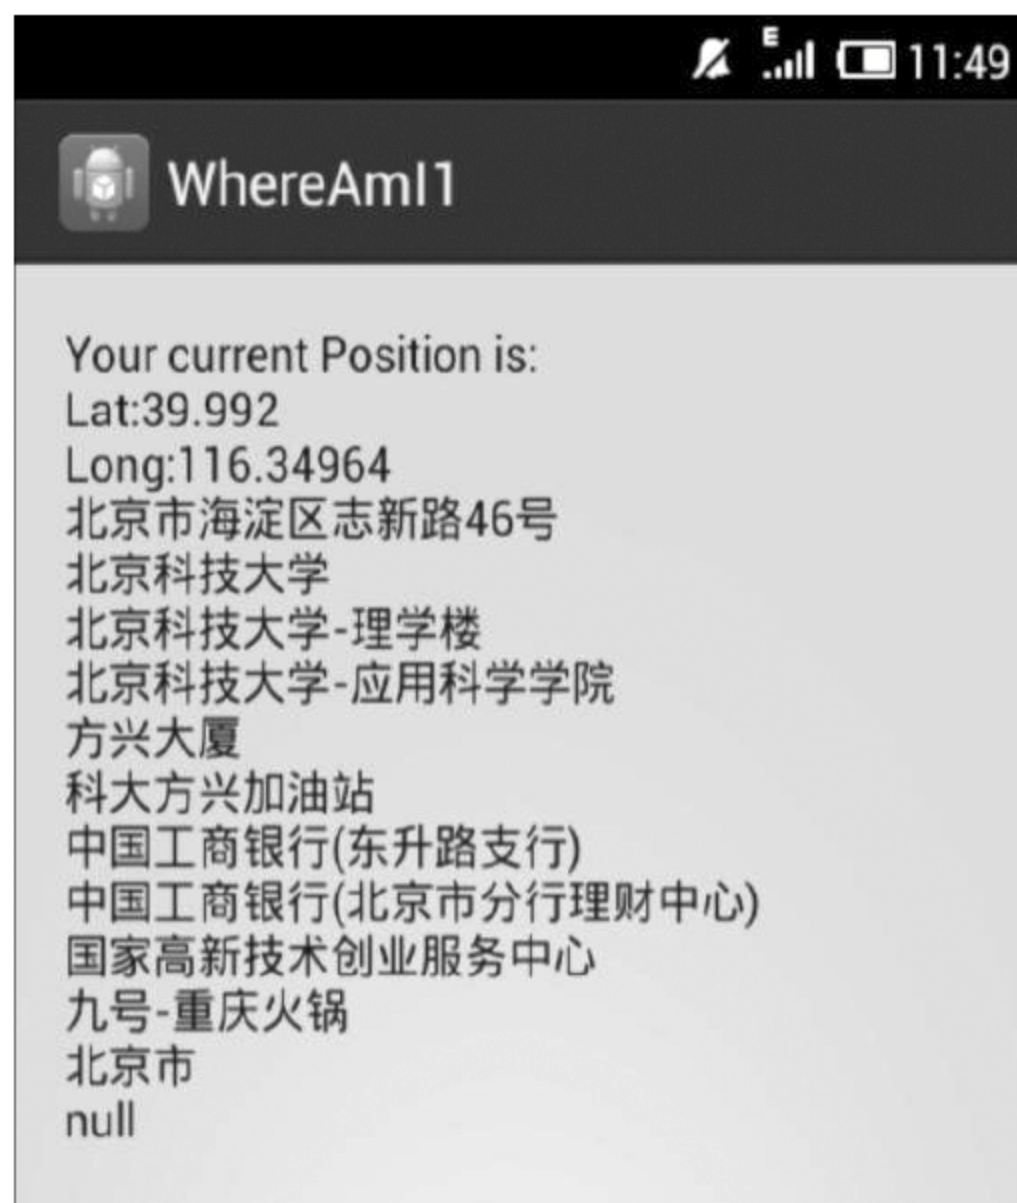 E 11:49
WhereAmI1
Your current Position is:
Lat:39.992
Long:116.34964
北京市海淀区志新路46号
北京科技大学
北京科技大学-理学楼
北京科技大学-应用科学学院
方兴大厦
科大方兴加油站
中国工商银行(东升路支行)
中国工商银行(北京市分行理财中心)
国家高新技术创业服务中心
九号-重庆火锅
北京市
null